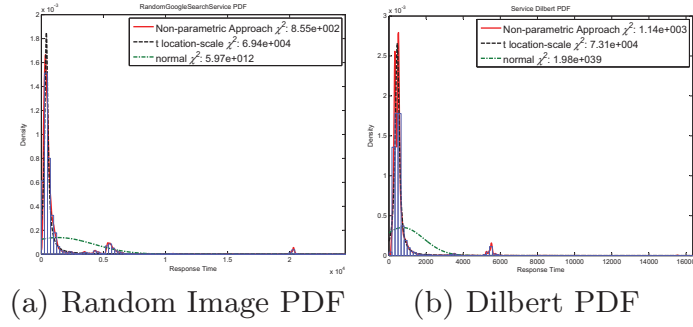 RandomGoogleSearchService PDF
x 10⁻³
Non-parametric Approach χ²: 8.55e+002
t location-scale χ²: 6.94e+004
normal χ²: 5.97e+012
2
1.8
1.6
1.4
1.2
1
0.8
0.6
0.4
0.2
0
Density
0 0.5 1 1.5 2
x 10⁴
Response Time
(a) Random Image PDF
Service Dilbert PDF
x 10⁻³
Non-parametric Approach χ²: 1.14e+003
t location-scale χ²: 7.31e+004
normal χ²: 1.98e+039
3
2.5
2
1.5
1
0.5
0
Density
0 2000 4000 6000 8000 10000 12000 14000 16000
Response Time
(b) Dilbert PDF